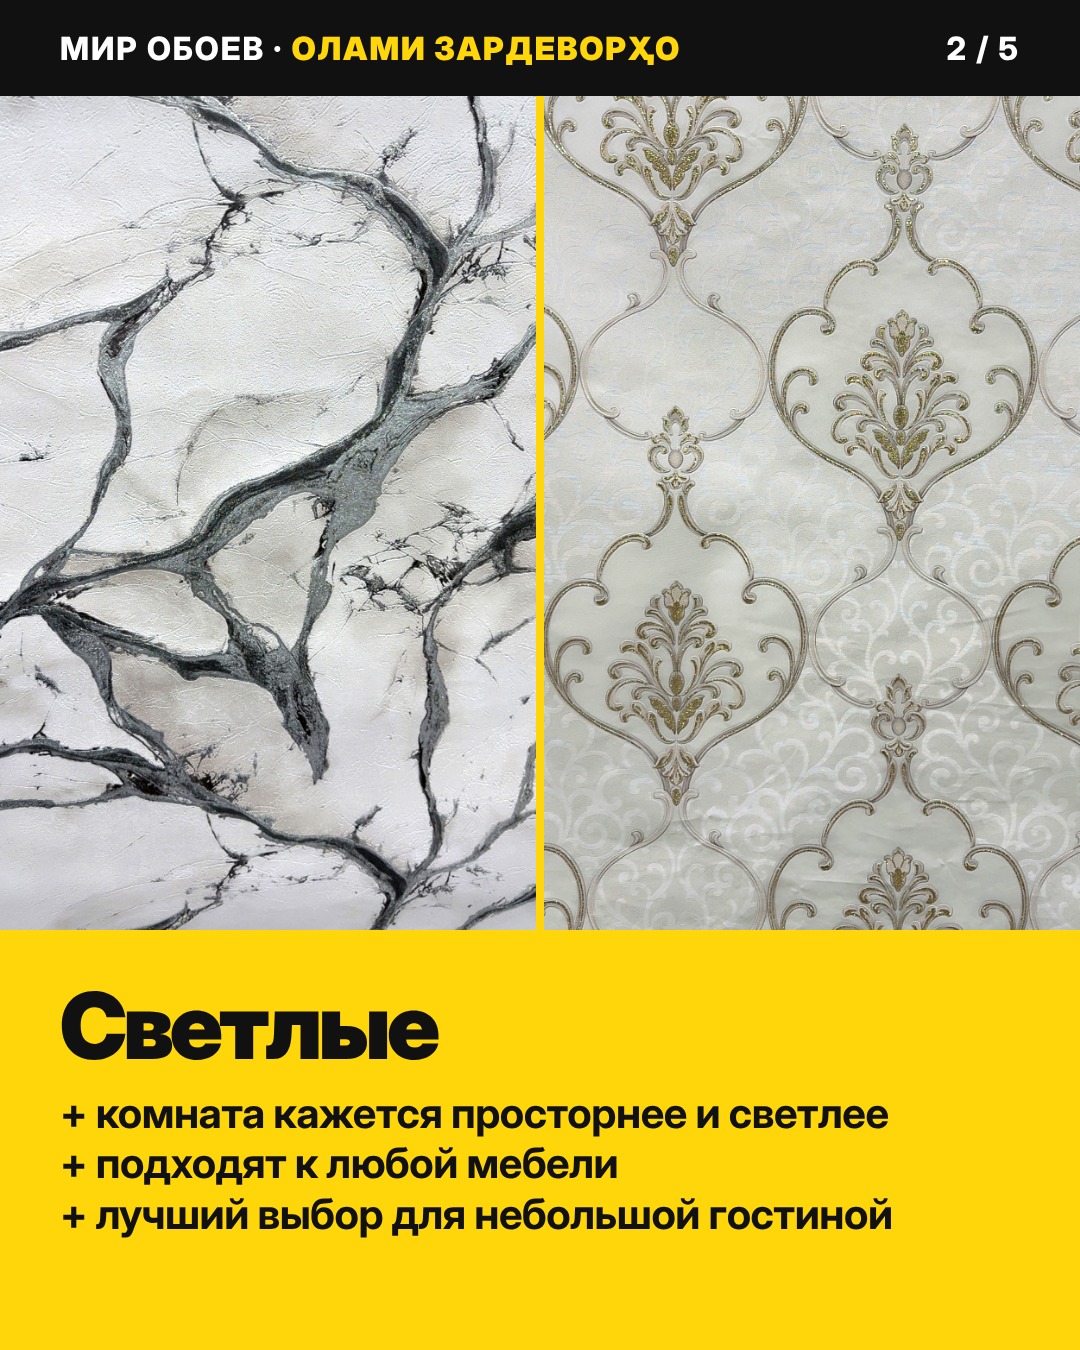 МИР ОБОЕВ · ОЛАМИ ЗАРДЕВОРҲО 2 / 5
Светлые
+ комната кажется просторнее и светлее
+ подходят к любой мебели
+ лучший выбор для небольшой гостиной